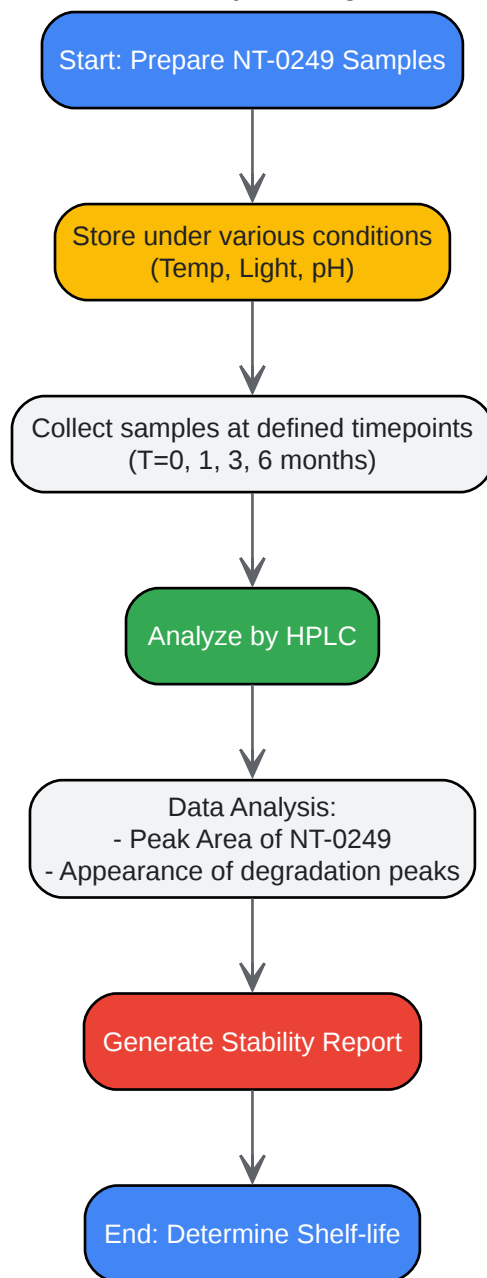 Start: Prepare NT-0249 Samples
Store under various conditions
(Temp, Light, pH)
Collect samples at defined timepoints
(T=0, 1, 3, 6 months)
Analyze by HPLC
Data Analysis:
- Peak Area of NT-0249
- Appearance of degradation peaks
Generate Stability Report
End: Determine Shelf-life